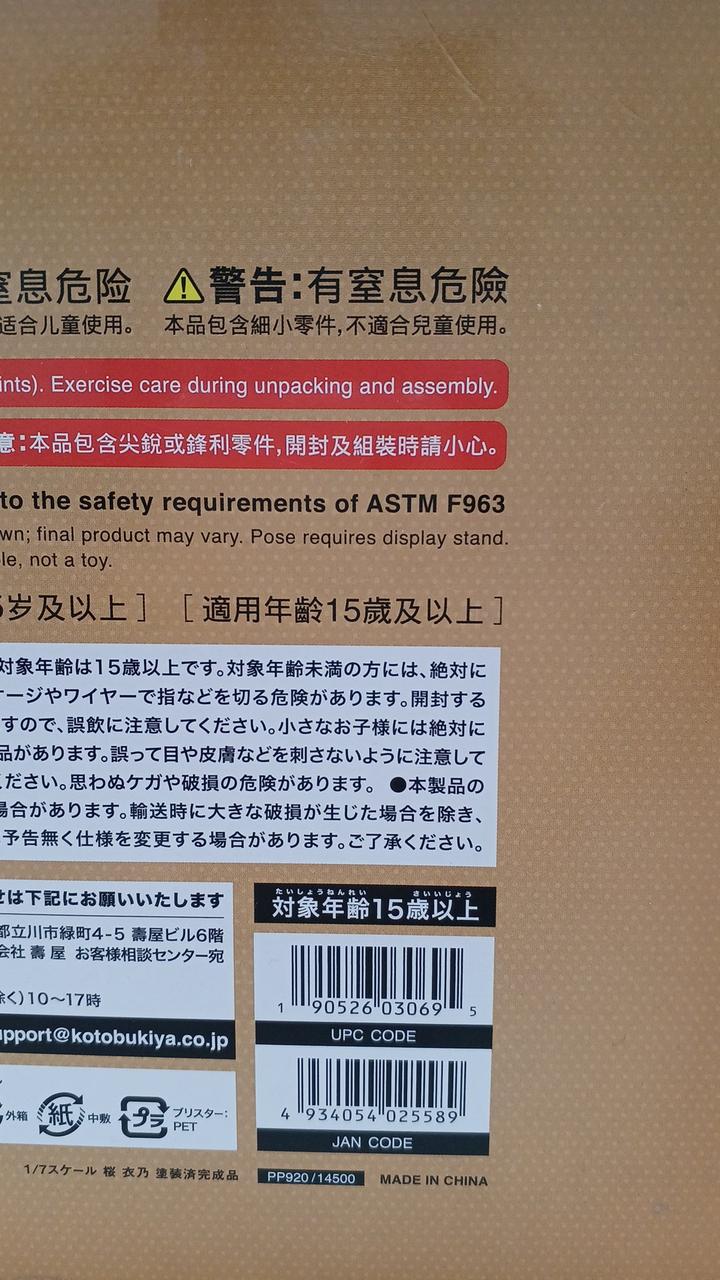 窒息危险
警告:有窒息危險
适合儿童使用。
本品包含細小零件,不適合兒童使用。
ints). Exercise care during unpacking and assembly.
意:本品包含尖銳或鋒利零件,開封及組裝時請小心。
to the safety requirements of ASTM F963
wn; final product may vary. Pose requires display stand.
le, not a toy.
5岁及以上]
[適用年齢15歲及以上]
対象年齢は15歳以上です。対象年齢未満の方には、絶対に
ケージやワイヤーで指などを切る危険があります。開封する
すので、誤飲に注意してください。小さなお子様には絶対に
品があります。誤って目や皮膚などを刺さないように注意して
ください。思わぬケガや破損の危険があります。 ●本製品の
場合があります。輸送時に大きな破損が生じた場合を除き、
予告無く仕様を変更する場合があります。ご了承ください。
せは下記にお願いいたします
都立川市緑町4-5 壽屋ビル6階
会社 壽 屋 お客様相談センター宛
除く)10〜17時
upport@kotobukiya.co.jp
外箱
紙
中敷
プラ
ブリスター:
PET
たいしょうねんれい さいいじょう
対象年齢15歳以上
1 90526 03069 5
UPC CODE
4 934054 025589
JAN CODE
1/7スケール 桜 衣乃 塗装済完成品
PP920/14500
MADE IN CHINA